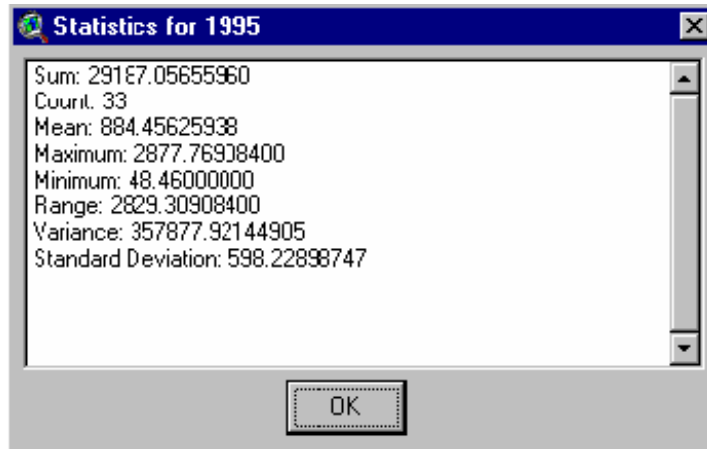 Statistics for 1995
Sum: 29187.05655960
Count: 33
Mean: 884.45625938
Maximum: 2877.76908400
Minimum: 48.46000000
Range: 2829.30908400
Variance: 357877.92144905
Standard Deviation: 598.22898747
OK